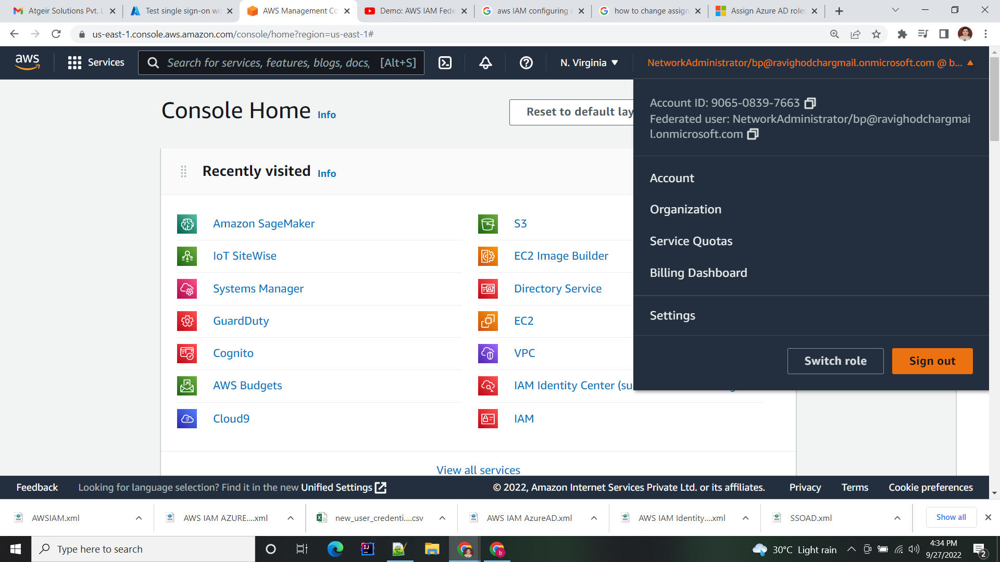 Atgeir Solutions Pvt. L
Test single sign-on wi
AWS Management Co
Demo: AWS IAM Fede
aws IAM configuring
how to change assign
Assign Azure AD roles
us-east-1.console.aws.amazon.com/console/home?region=us-east-1#
aws
Services
Search for services, features, blogs, docs,
[Alt+S]
N. Virginia
NetworkAdministrator/bp@ravighodchargmail.onmicrosoft.com @ b...
Account ID: 9065-0839-7663
Federated user: NetworkAdministrator/bp@ravighodchargmai
l.onmicrosoft.com
Account
Organization
Service Quotas
Billing Dashboard
Settings
Switch role
Sign out
Console Home
Info
Reset to default lay
Recently visited
Info
Amazon SageMaker
S3
IoT SiteWise
EC2 Image Builder
Systems Manager
Directory Service
GuardDuty
EC2
Cognito
VPC
AWS Budgets
IAM Identity Center (su
Cloud9
IAM
View all services
Feedback
Looking for language selection? Find it in the new Unified Settings
© 2022, Amazon Internet Services Private Ltd. or its affiliates.
Privacy
Terms
Cookie preferences
AWSIAM.xml
AWS IAM AZURE....xml
new_user_credenti....csv
AWS IAM AzureAD.xml
AWS IAM Identity....xml
SSOAD.xml
Show all
Type here to search
30°C Light rain
4:34 PM
9/27/2022
2